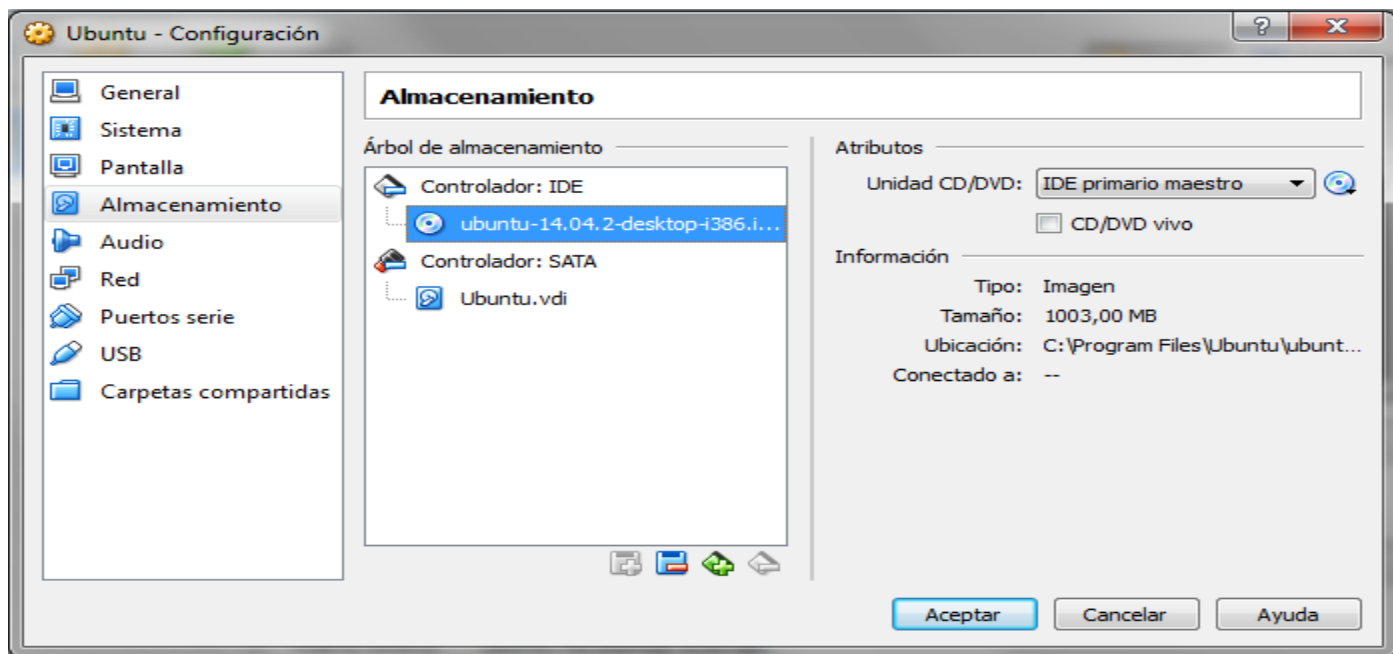 Ubuntu - Configuración
General
Sistema
Pantalla
Almacenamiento
Audio
Red
Puertos serie
USB
Carpetas compartidas
Almacenamiento
Árbol de almacenamiento
Controlador: IDE
ubuntu-14.04.2-desktop-i386.i...
Controlador: SATA
Ubuntu.vdi
Atributos
Unidad CD/DVD: IDE primario maestro
CD/DVD vivo
Información
Tipo: Imagen
Tamaño: 1003,00 MB
Ubicación: C:\Program Files\Ubuntu\ubunt...
Conectado a: --
Aceptar Cancelar Ayuda